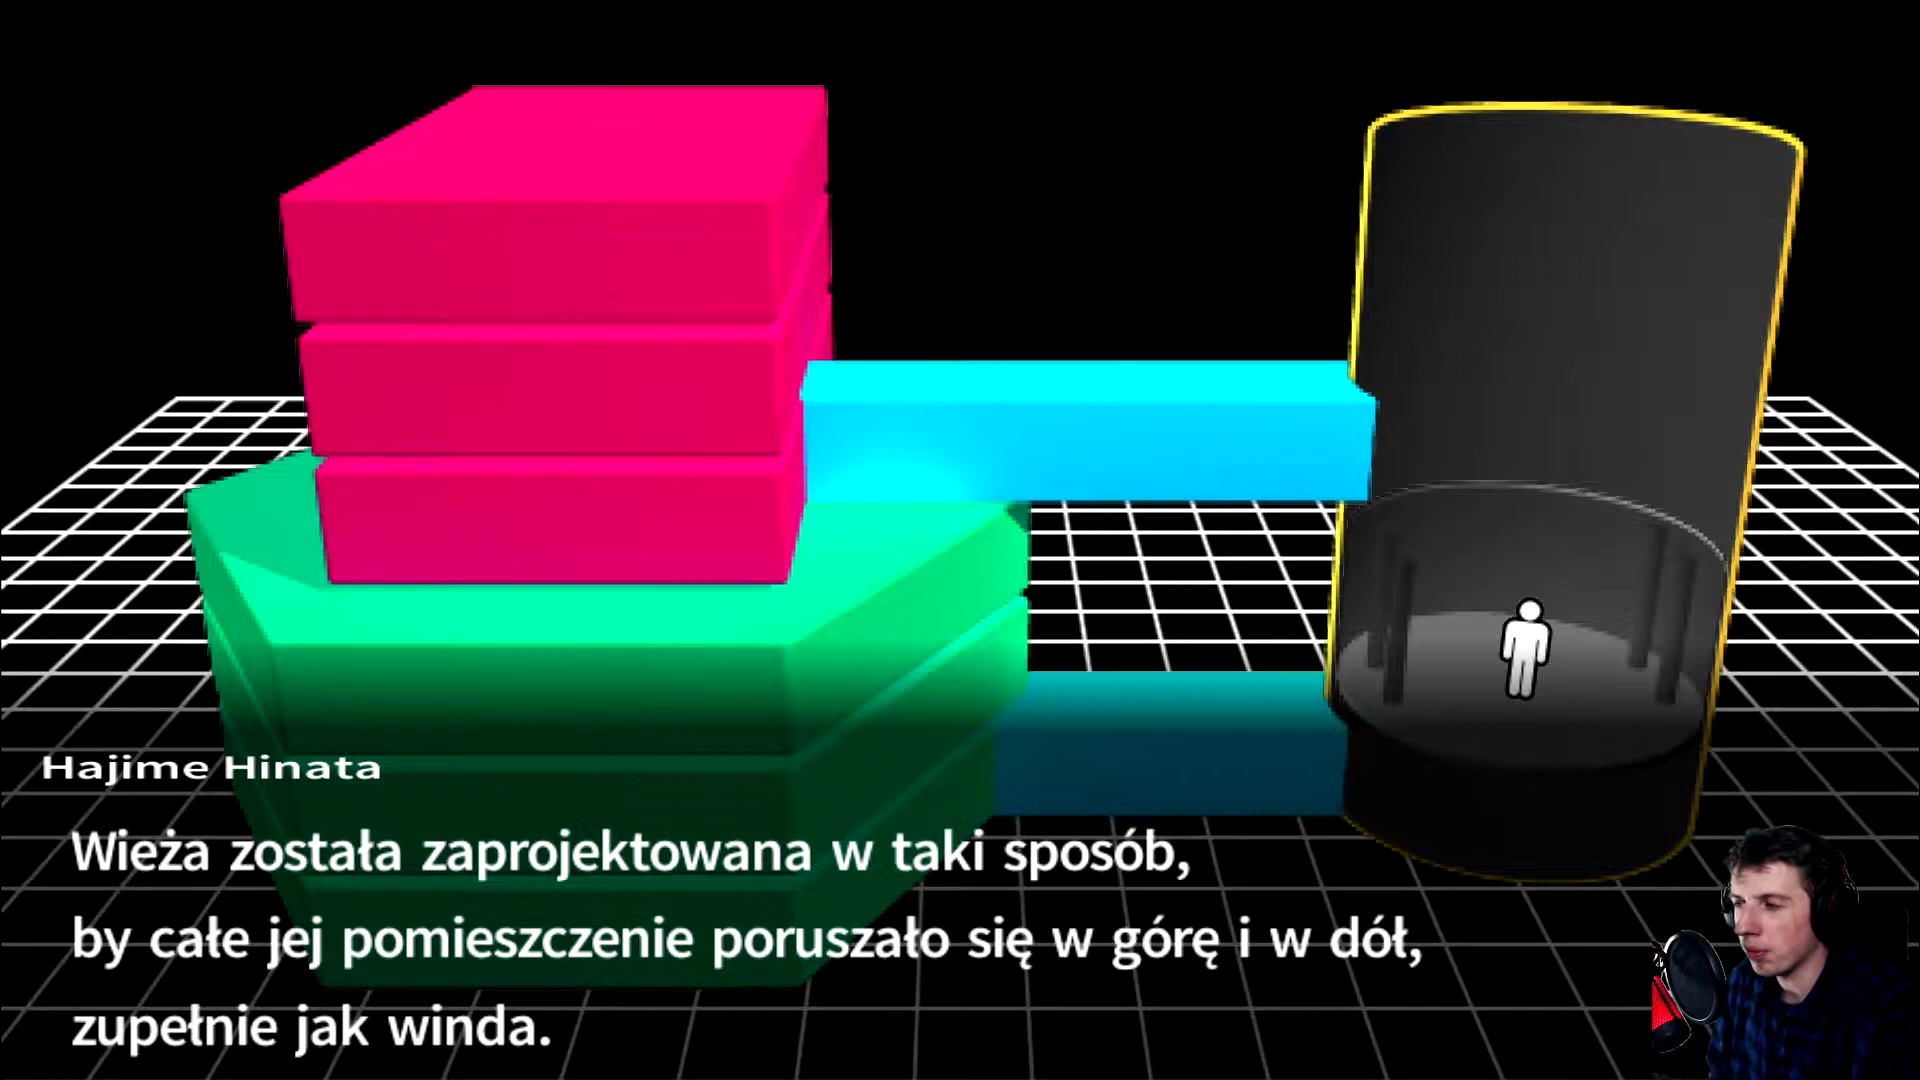 Hajime Hinata
Wieża została zaprojektowana w taki sposób,
by całe jej pomieszczenie poruszało się w górę i w dół,
zupełnie jak winda.